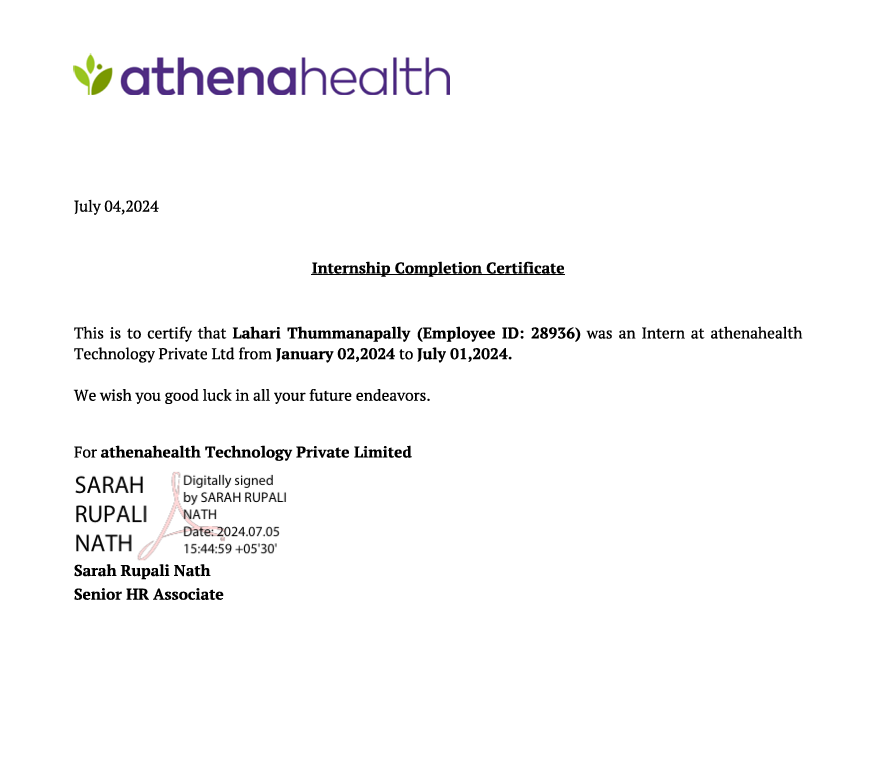 athenahealth
July 04,2024
Internship Completion Certificate
This is to certify that Lahari Thummanapally (Employee ID: 28936) was an Intern at athenahealth
Technology Private Ltd from January 02,2024 to July 01,2024.
We wish you good luck in all your future endeavors.
For athenahealth Technology Private Limited
SARAH
RUPALI
NATH
Digitally signed
by SARAH RUPALI
NATH
Date: 2024.07.05
15:44:59 +05'30'
Sarah Rupali Nath
Senior HR Associate